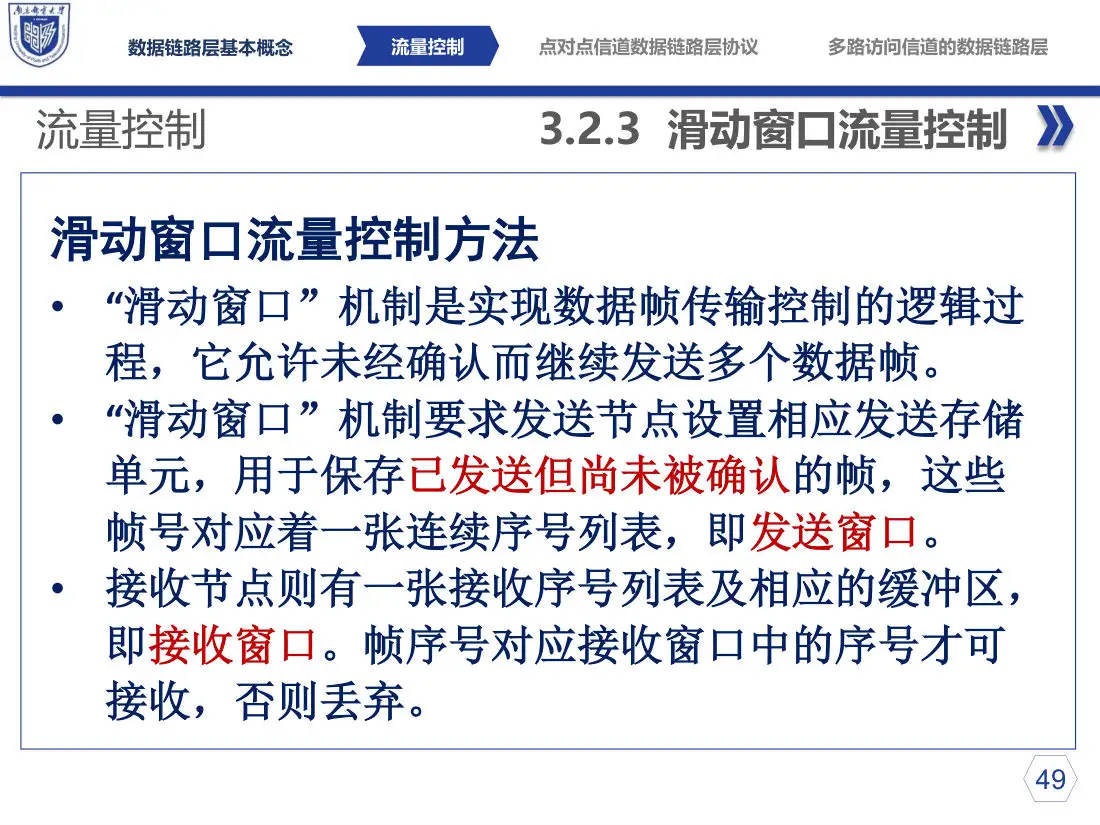 数据链路层基本概念
流量控制
点对点信道数据链路层协议
多路访问信道的数据链路层
流量控制
3.2.3 滑动窗口流量控制
滑动窗口流量控制方法
• “滑动窗口”机制是实现数据帧传输控制的逻辑过
程，它允许未经确认而继续发送多个数据帧。
• “滑动窗口”机制要求发送节点设置相应发送存储
单元，用于保存已发送但尚未被确认的帧，这些
帧号对应着一张连续序号列表，即发送窗口。
• 接收节点则有一张接收序号列表及相应的缓冲区，
即接收窗口。帧序号对应接收窗口中的序号才可
接收，否则丢弃。
49